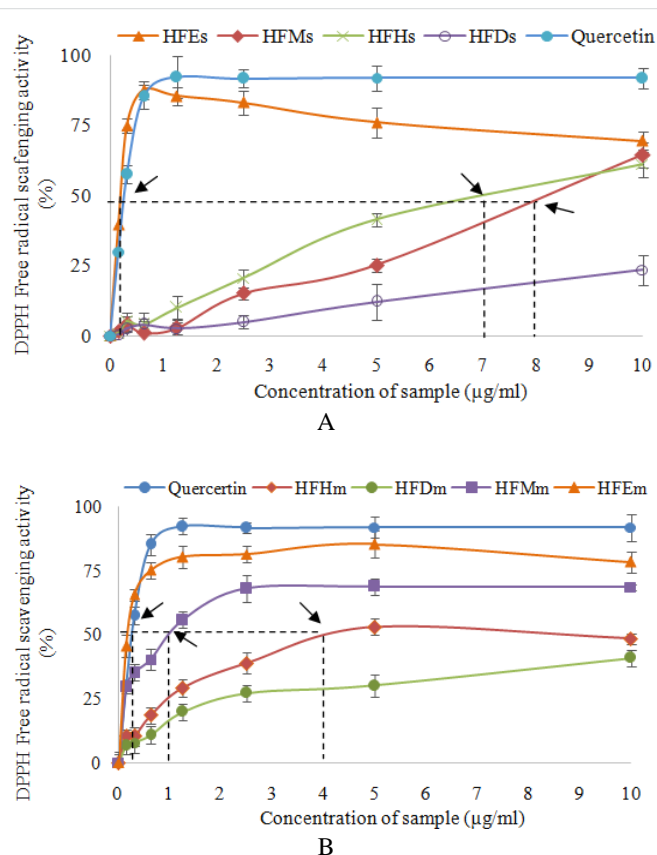 HFEs HFMs HFHs HFDs Quercetin
DPPH Free radical scafenging activity
(%)
100
75
50
25
0
0 1 2 3 4 5 6 7 8 9 10
Concentration of sample (µg/ml)
A
Quercertin HFHm HFDm HFMm HFEm
DPPH Free radical scavenging activity
(%)
100
75
50
25
0
0 1 2 3 4 5 6 7 8 9 10
Concentration of sample (µg/ml)
B